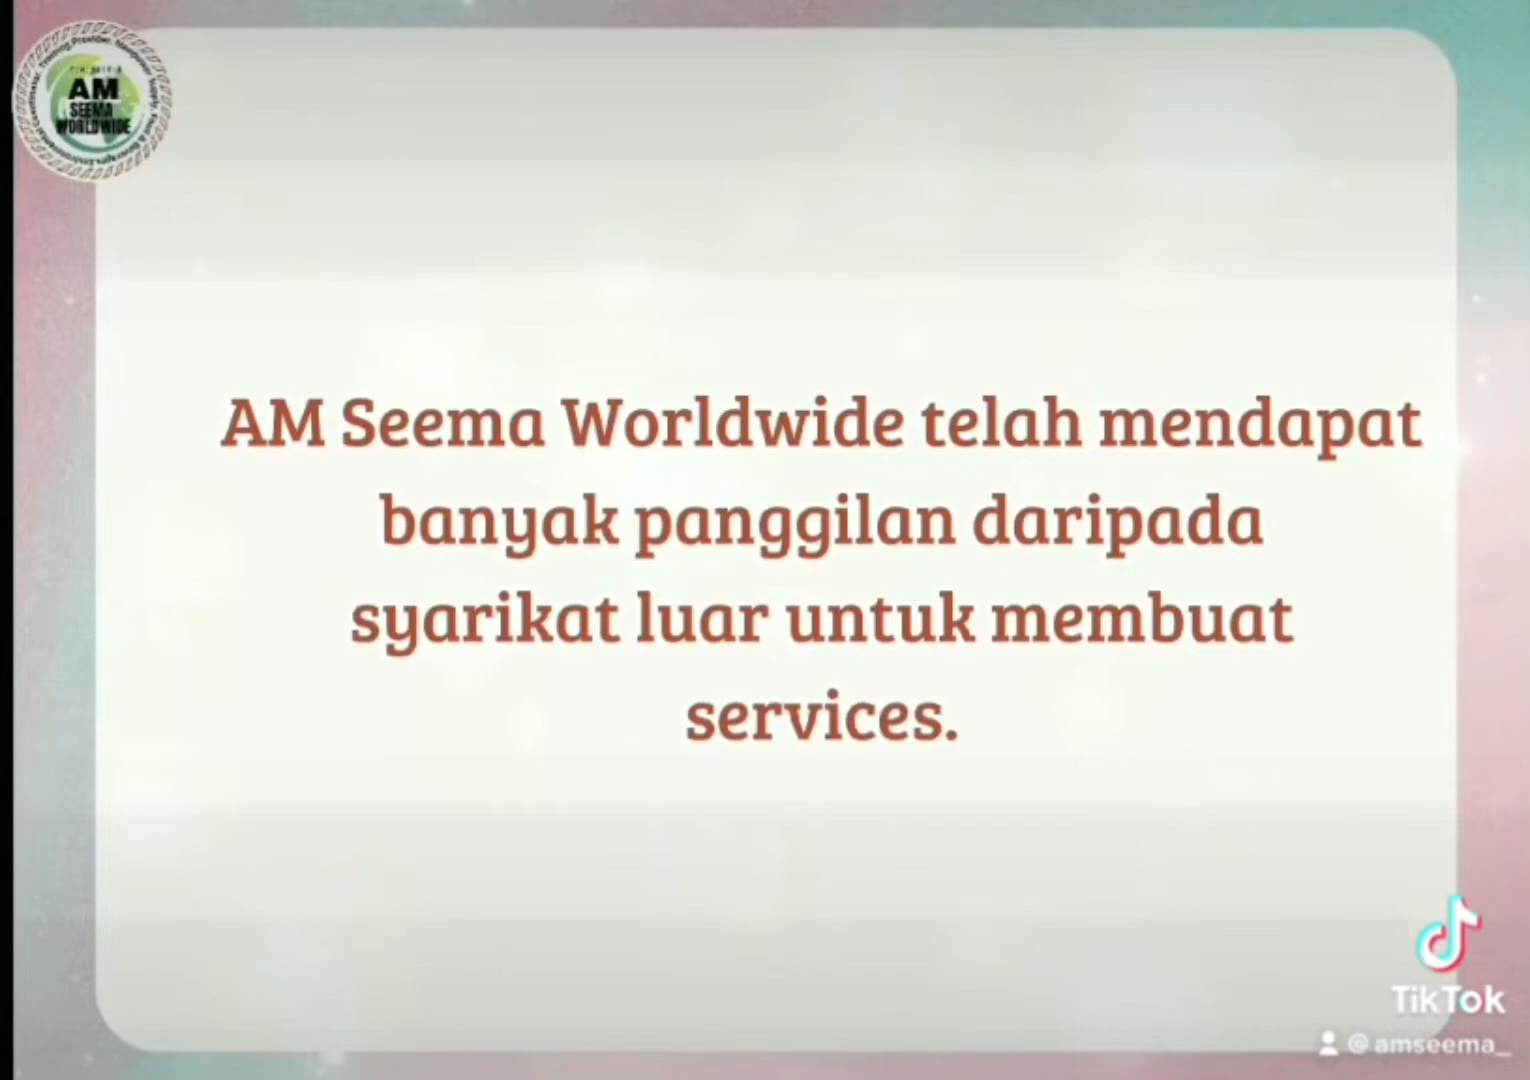 AM
SEEMA
WORLDWIDE
AM Seema Worldwide telah mendapat
banyak panggilan daripada
syarikat luar untuk membuat
services.
TikTok
@amseema_